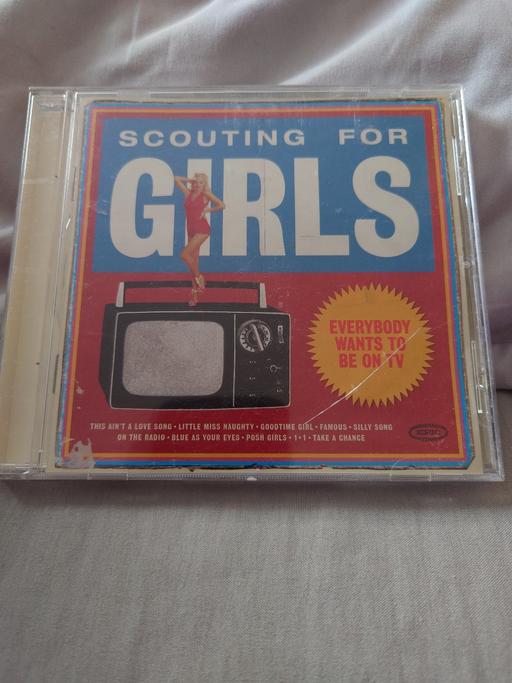 SCOUTING FOR
GIRLS
EVERYBODY
WANTS TO
BE ON TV
THIS AIN'T A LOVE SONG • LITTLE MISS NAUGHTY • GOODTIME GIRL • FAMOUS • SILLY SONG
ON THE RADIO • BLUE AS YOUR EYES • POSH GIRLS • 1+1 • TAKE A CHANCE
EPIC